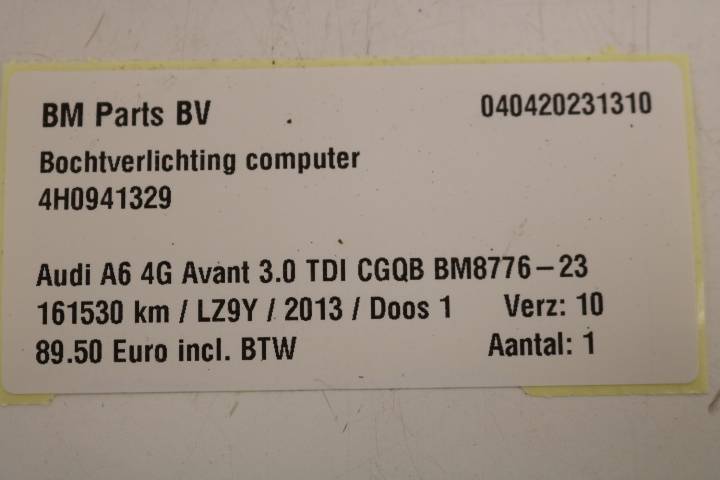 BM Parts BV 040420231310
Bochtverlichting computer
4H0941329
Audi A6 4G Avant 3.0 TDI CGQB BM8776-23
161530 km / LZ9Y / 2013 / Doos 1 Verz: 10
89.50 Euro incl. BTW Aantal: 1